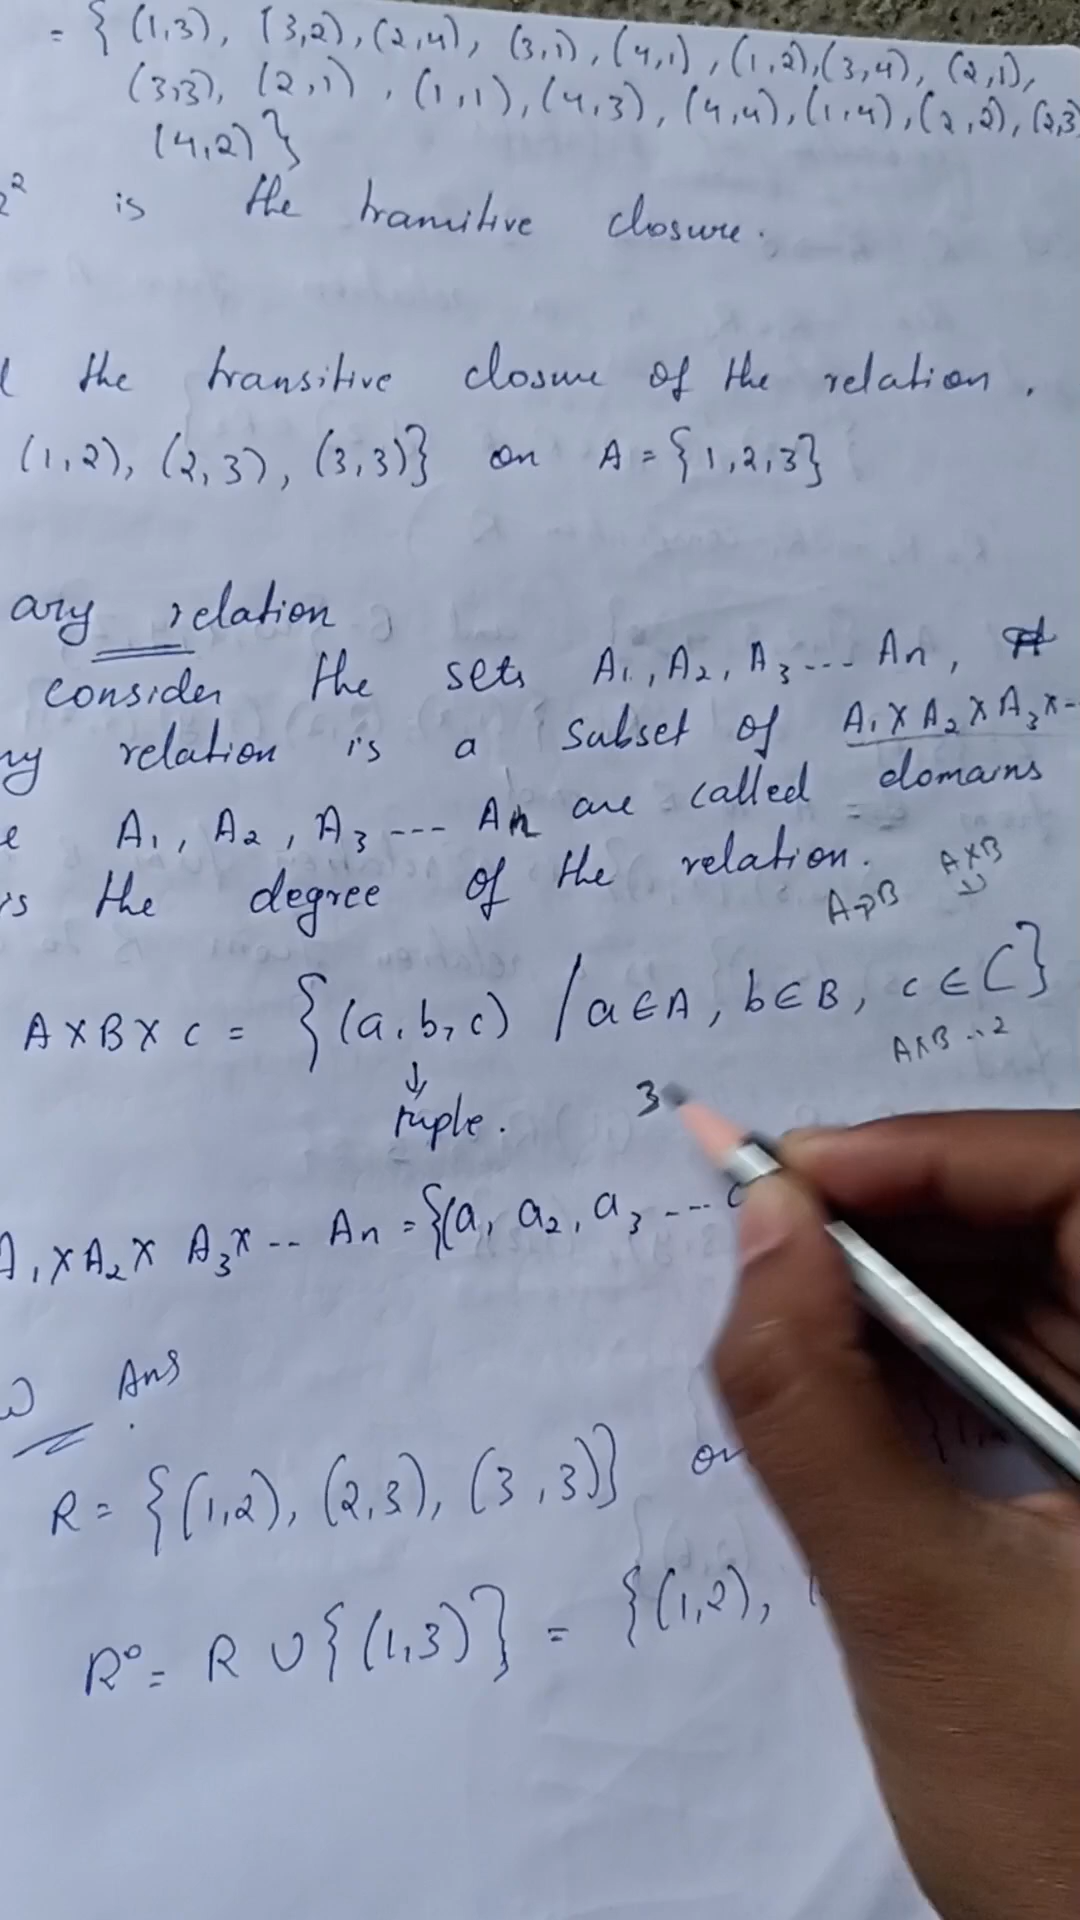 = { (1,3), (3,2), (2,4), (3,1), (4,1), (1,2), (3,4), (2,1),
(3,3), (2,1), (1,1), (4,3), (4,4), (1,4), (2,2), (2,3)
(4,2) }
is the transitive closure.
the transitive closure of the relation.
(1,2), (2,3), (3,3)} on A = {1,2,3}
ary relation
consider the sets A₁, A₂, A₃ --- An,
relation is a subset of A₁ X A₂ X A₃ x --
A₁, A₂, A₃ --- An are called domains
is the degree of the relation.
A→B A×B
A X B X C = { (a, b, c) / a ∈ A, b ∈ B, c ∈ C }
↓ A×B -- 2
tuple. 3
A₁ X A₂ X A₃ x -- An = {(a, a₂, a₃ ---
Ans
R = {(1,2), (2,3), (3,3)} on
R⁰ = R ∪ {(1,3)} = {(1,2),